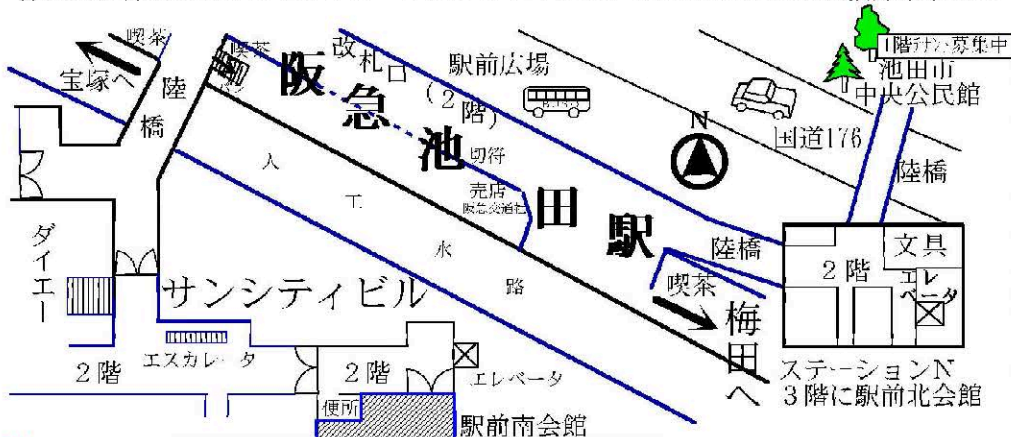 喫茶
宝塚へ
陸橋
喫茶
パン
阪急池田駅
改札口
(2階)
駅前広場
N
国道176
1階テナント募集中
池田市
中央公民館
陸橋
切符
売店
阪急交通社
人工水路
陸橋
喫茶
梅田へ
文具
2階
エレベータ
ステーションN
3階に駅前北会館
ダイエー
サンシティビル
エスカレータ
2階
2階
エレベータ
便所
駅前南会館